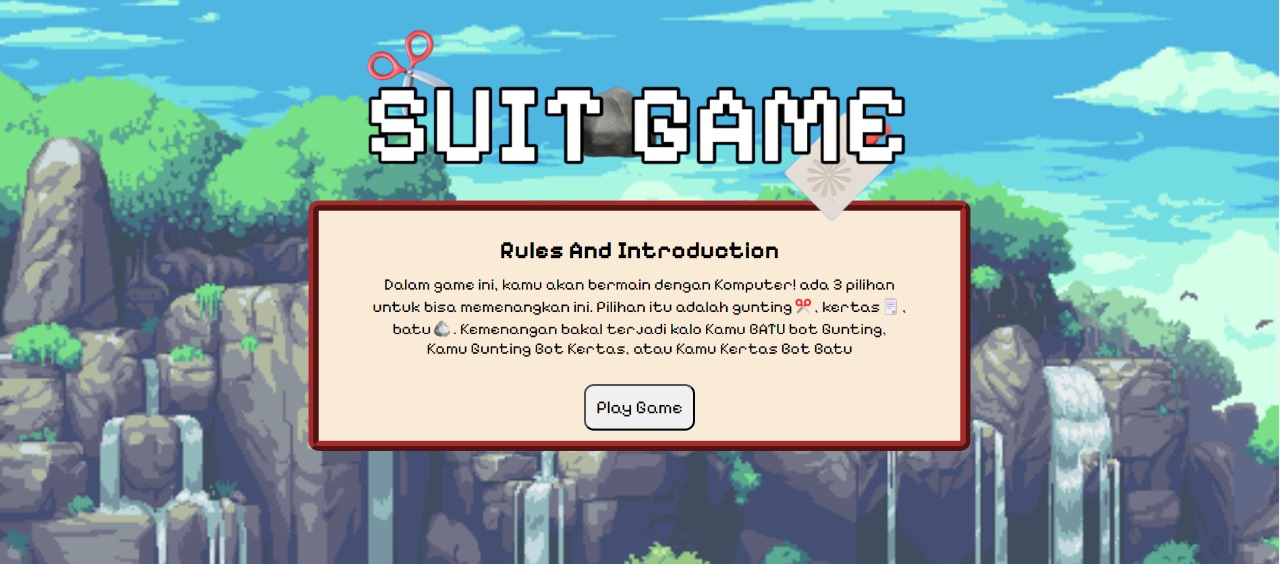 SUIT GAME
Rules And Introduction
Dalam game ini, kamu akan bermain dengan Komputer! ada 3 pilihan
untuk bisa memenangkan ini. Pilihan itu adalah gunting ✂️, kertas 🗒️,
batu 🪨. Kemenangan bakal terjadi kalo Kamu BATU bot Gunting,
Kamu Gunting Bot Kertas, atau Kamu Kertas Bot Batu
Play Game